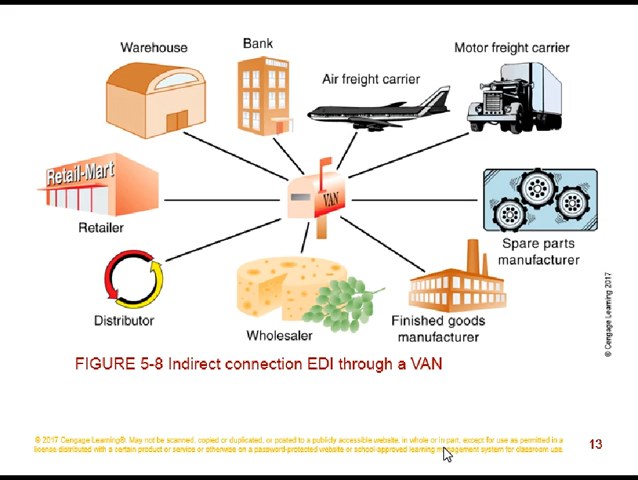 Warehouse
Bank
Motor freight carrier
Air freight carrier
Retail-Mart
VAN
Retailer
Spare parts
manufacturer
Distributor
Wholesaler
Finished goods
manufacturer
© Cengage Learning 2017
FIGURE 5-8 Indirect connection EDI through a VAN
© 2017 Cengage Learning®. May not be scanned, copied or duplicated, or posted to a publicly accessible website, in whole or in part, except for use as permitted in a
license distributed with a certain product or service or otherwise on a password-protected website or school-approved learning management system for classroom use.
13